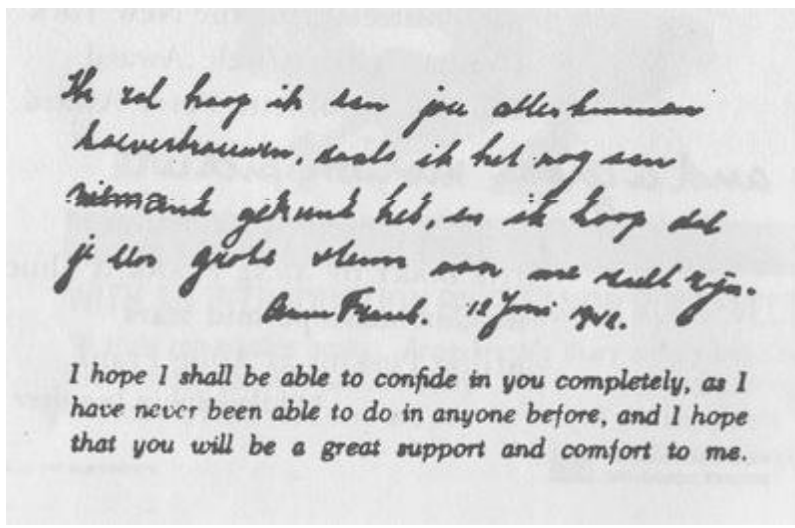 Ik zal hoop ik aan jou alles kunnen
toevertrouwen, zoals ik het nog aan
niemand gekund heb, en ik hoop dat
je een grote steun voor me zult zijn.
Anne Frank. 12 Juni 1942.
I hope I shall be able to confide in you completely, as I
have never been able to do in anyone before, and I hope
that you will be a great support and comfort to me.